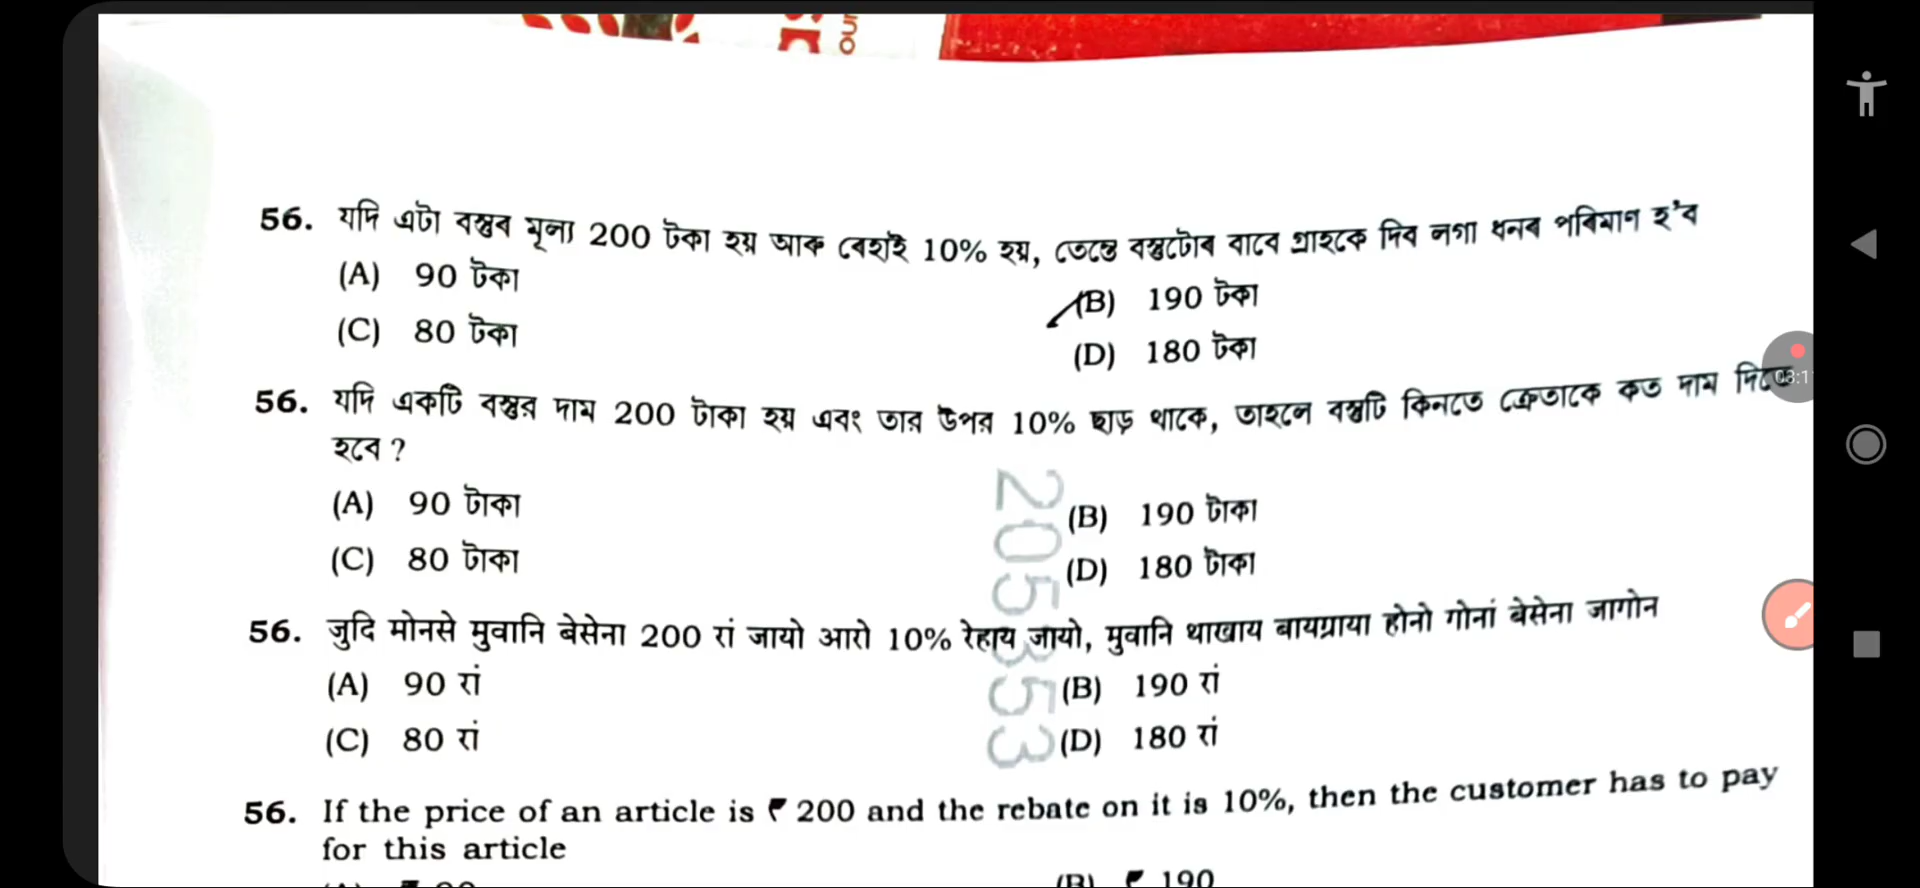 56. যদি এটা বস্তুৰ মূল্য 200 টকা হয় আৰু ৰেহাই 10% হয়, তেন্তে বস্তুটোৰ বাবে গ্ৰাহকে দিব লগা ধনৰ পৰিমাণ হ'ব
(A) 90 টকা
(B) 190 টকা
(C) 80 টকা
(D) 180 টকা
56. যদি একটি বস্তুর দাম 200 টাকা হয় এবং তার উপর 10% ছাড় থাকে, তাহলে বস্তুটি কিনতে ক্রেতাকে কত দাম দিতে
হবে ?
(A) 90 টাকা
(B) 190 টাকা
(C) 80 টাকা
(D) 180 টাকা
56. जुदि मोनसे मुवानि बेसेना 200 रां जायो आरो 10% रेहाय जायो, मुवानि थाखाय बायग्राया होनो गोनां बेसेना जागोन
(A) 90 रां
(B) 190 रां
(C) 80 रां
(D) 180 रां
56. If the price of an article is ₹ 200 and the rebate on it is 10%, then the customer has to pay
for this article
(B) ₹ 190